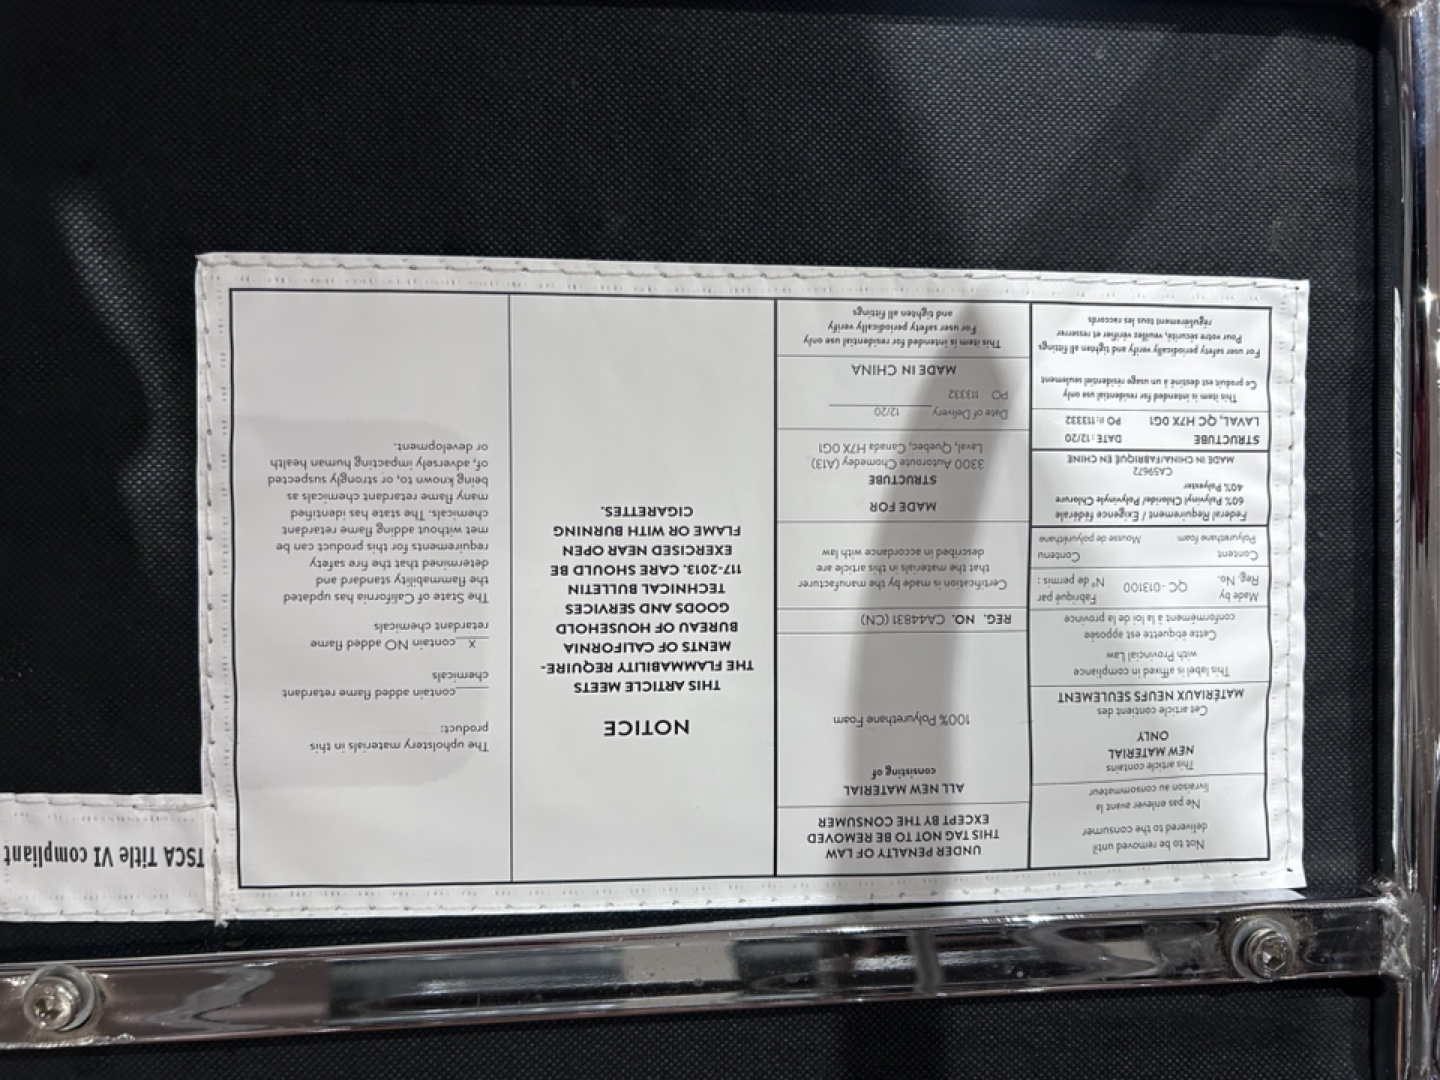 Not to be removed until
delivered to the consumer
Ne pas enlever avant la
livraison au consommateur
This article contains
NEW MATERIAL
ONLY
Cet article contient des
MATÉRIAUX NEUFS SEULEMENT
This label is affixed in compliance
with Provincial Law
Cette étiquette est apposée
conformément à la loi de la province
Made by
Reg. No.
QC-013100
Fabriqué par
Nº de permis :
Content
Contenu
Polyurethane foam
Mousse de polyuréthane
Federal Requirement / Exigence fédérale
60% Polyvinyl Chloride/ Polyvinyle Chlorure
40% Polyester
CA59672
MADE IN CHINA/FABRIQUÉ EN CHINE
STRUCTUBE DATE : 12/20
LAVAL, QC H7X 0G1 PO #: 113332
This item is intended for residential use only
Ce produit est destiné à un usage résidentiel seulement
For user safety periodically verify and tighten all fittings
Pour votre sécurité, veuillez vérifier et resserrer
régulièrement tous les raccords
UNDER PENALTY OF LAW
THIS TAG NOT TO BE REMOVED
EXCEPT BY THE CONSUMER
ALL NEW MATERIAL
consisting of
100% Polyurethane Foam
REG. NO. CA44831 (CN)
Certification is made by the manufacturer
that the materials in this article are
described in accordance with law
MADE FOR
STRUCTUBE
3300 Autoroute Chomedey (A13)
Laval, Quebec, Canada H7X 0G1
Date of Delivery 12/20
PO 113332
MADE IN CHINA
This item is intended for residential use only
For user safety periodically verify
and tighten all fittings
NOTICE
THIS ARTICLE MEETS
THE FLAMMABILITY REQUIRE-
MENTS OF CALIFORNIA
BUREAU OF HOUSEHOLD
GOODS AND SERVICES
TECHNICAL BULLETIN
117-2013. CARE SHOULD BE
EXERCISED NEAR OPEN
FLAME OR WITH BURNING
CIGARETTES.
The upholstery materials in this
product:
____contain added flame retardant
chemicals
__X__contain NO added flame
retardant chemicals
The State of California has updated
the flammability standard and
determined that the fire safety
requirements for this product can be
met without adding flame retardant
chemicals. The state has identified
many flame retardant chemicals as
being known to, or strongly suspected
of, adversely impacting human health
or development.
TSCA Title VI compliant